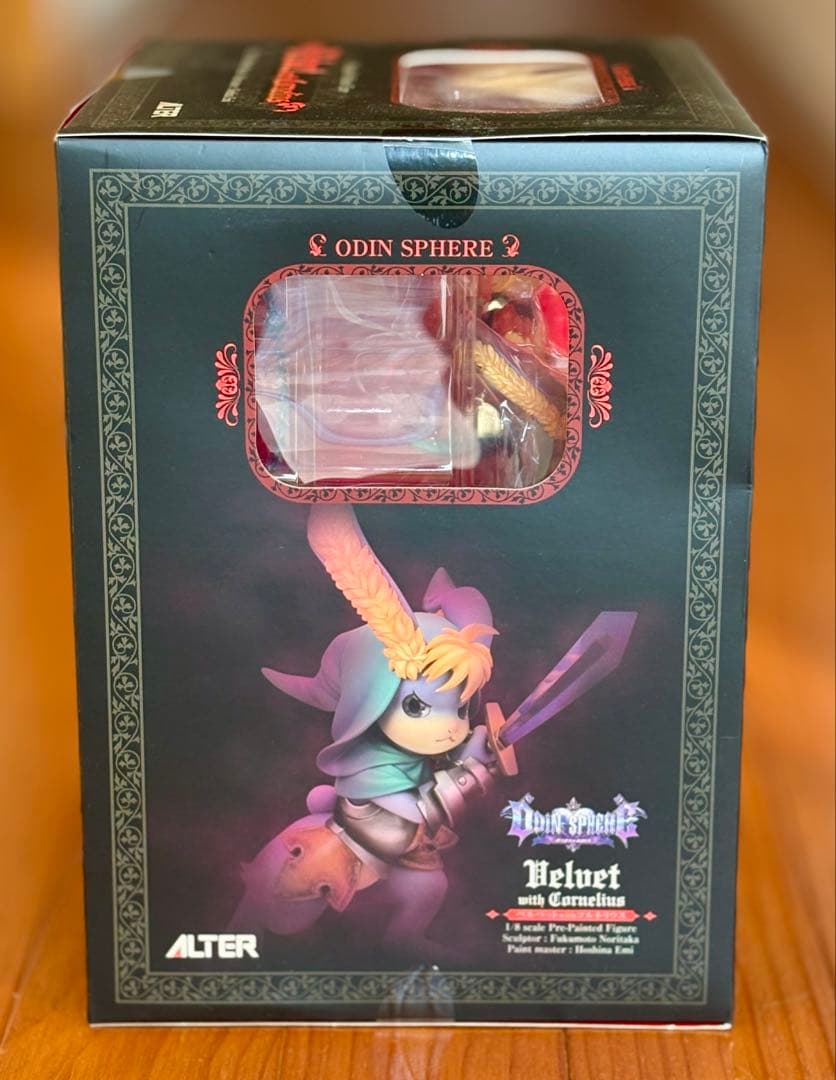 ALTER
ODIN SPHERE
ODIN SPHERE
Velvet
with Cornelius
ベルベット with コルネリウス
1/8 scale Pre-Painted Figure
Sculptor : Fukumoto Noritaka
Paint master : Hoshina Emi
ALTER